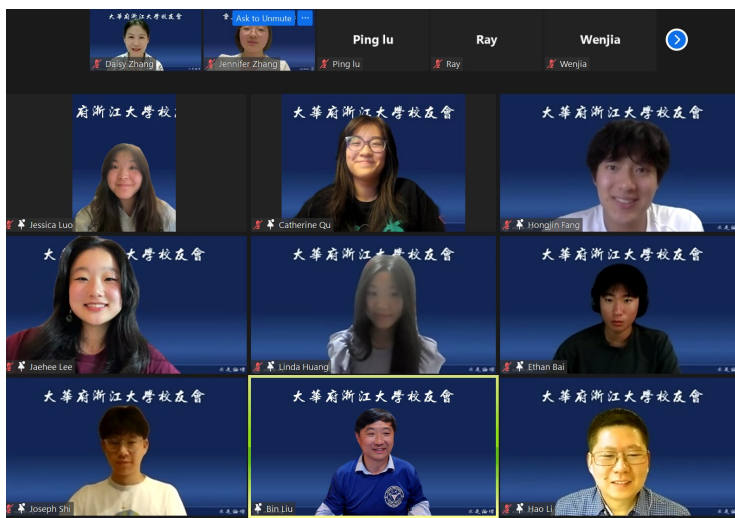 大華府浙江大學校友會
Ask to Unmute
Daisy Zhang
Jennifer Zhang
Ping lu
Ping lu
Ray
Ray
Wenjia
Wenjia
府浙江大學校友
Jessica Luo
大華府浙江大學校友會
Catherine Qu
大華府浙江大學校友會
Hongjin Fang
大學校友會
Jaehee Lee
大華府浙江大學校友會
Linda Huang
大華府浙江大學校友會
Ethan Bai
大華府浙江大學校友會
Joseph Shi
大華府浙江大學校友會
Bin Liu
大華府浙江大學校友會
Hao Li